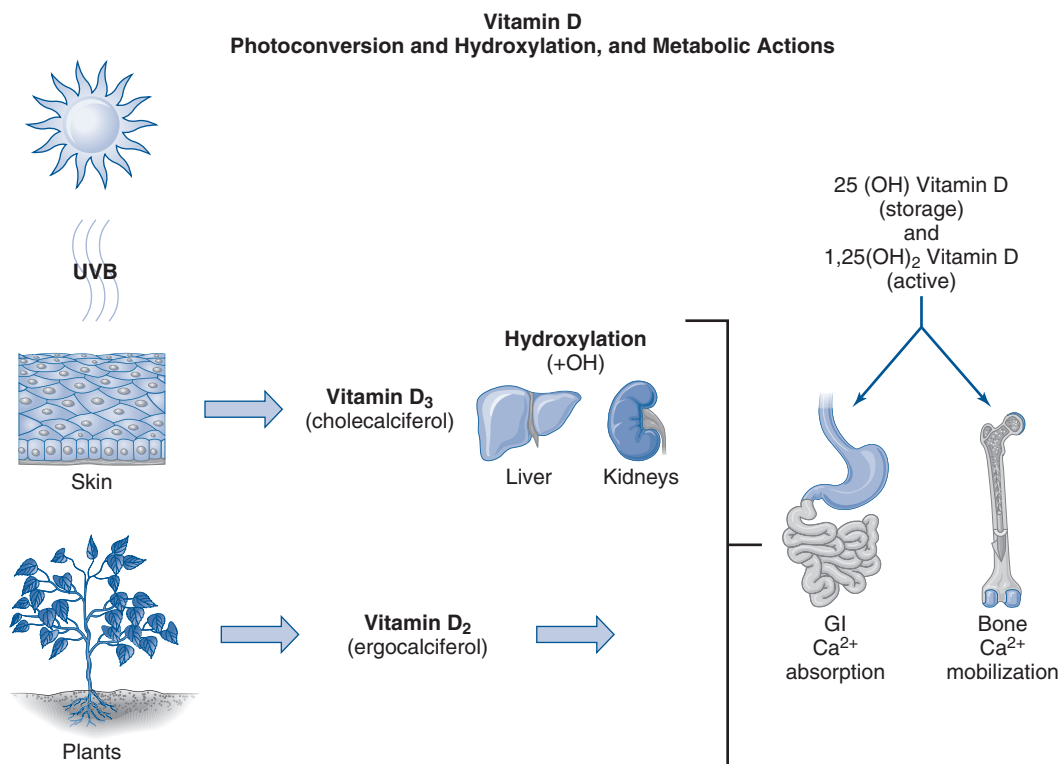 Vitamin D
Photoconversion and Hydroxylation, and Metabolic Actions
UVB
Skin
Vitamin D₃
(cholecalciferol)
Hydroxylation
(+OH)
Liver
Kidneys
Plants
Vitamin D₂
(ergocalciferol)
25 (OH) Vitamin D
(storage)
and
1,25(OH)₂ Vitamin D
(active)
GI
Ca²⁺
absorption
Bone
Ca²⁺
mobilization